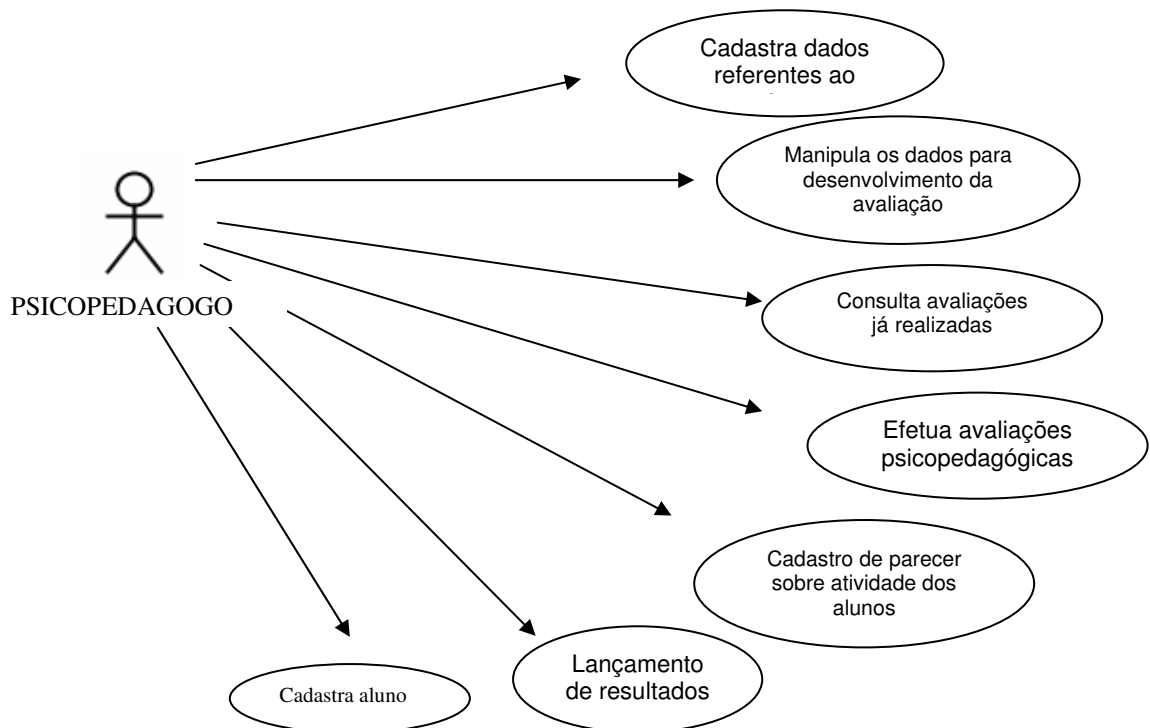 Cadastra dados
referentes ao
Manipula os dados para
desenvolvimento da
avaliação
PSICOPEDAGOGO
Consulta avaliações
já realizadas
Efetua avaliações
psicopedagógicas
Cadastro de parecer
sobre atividade dos
alunos
Lançamento
de resultados
Cadastra aluno